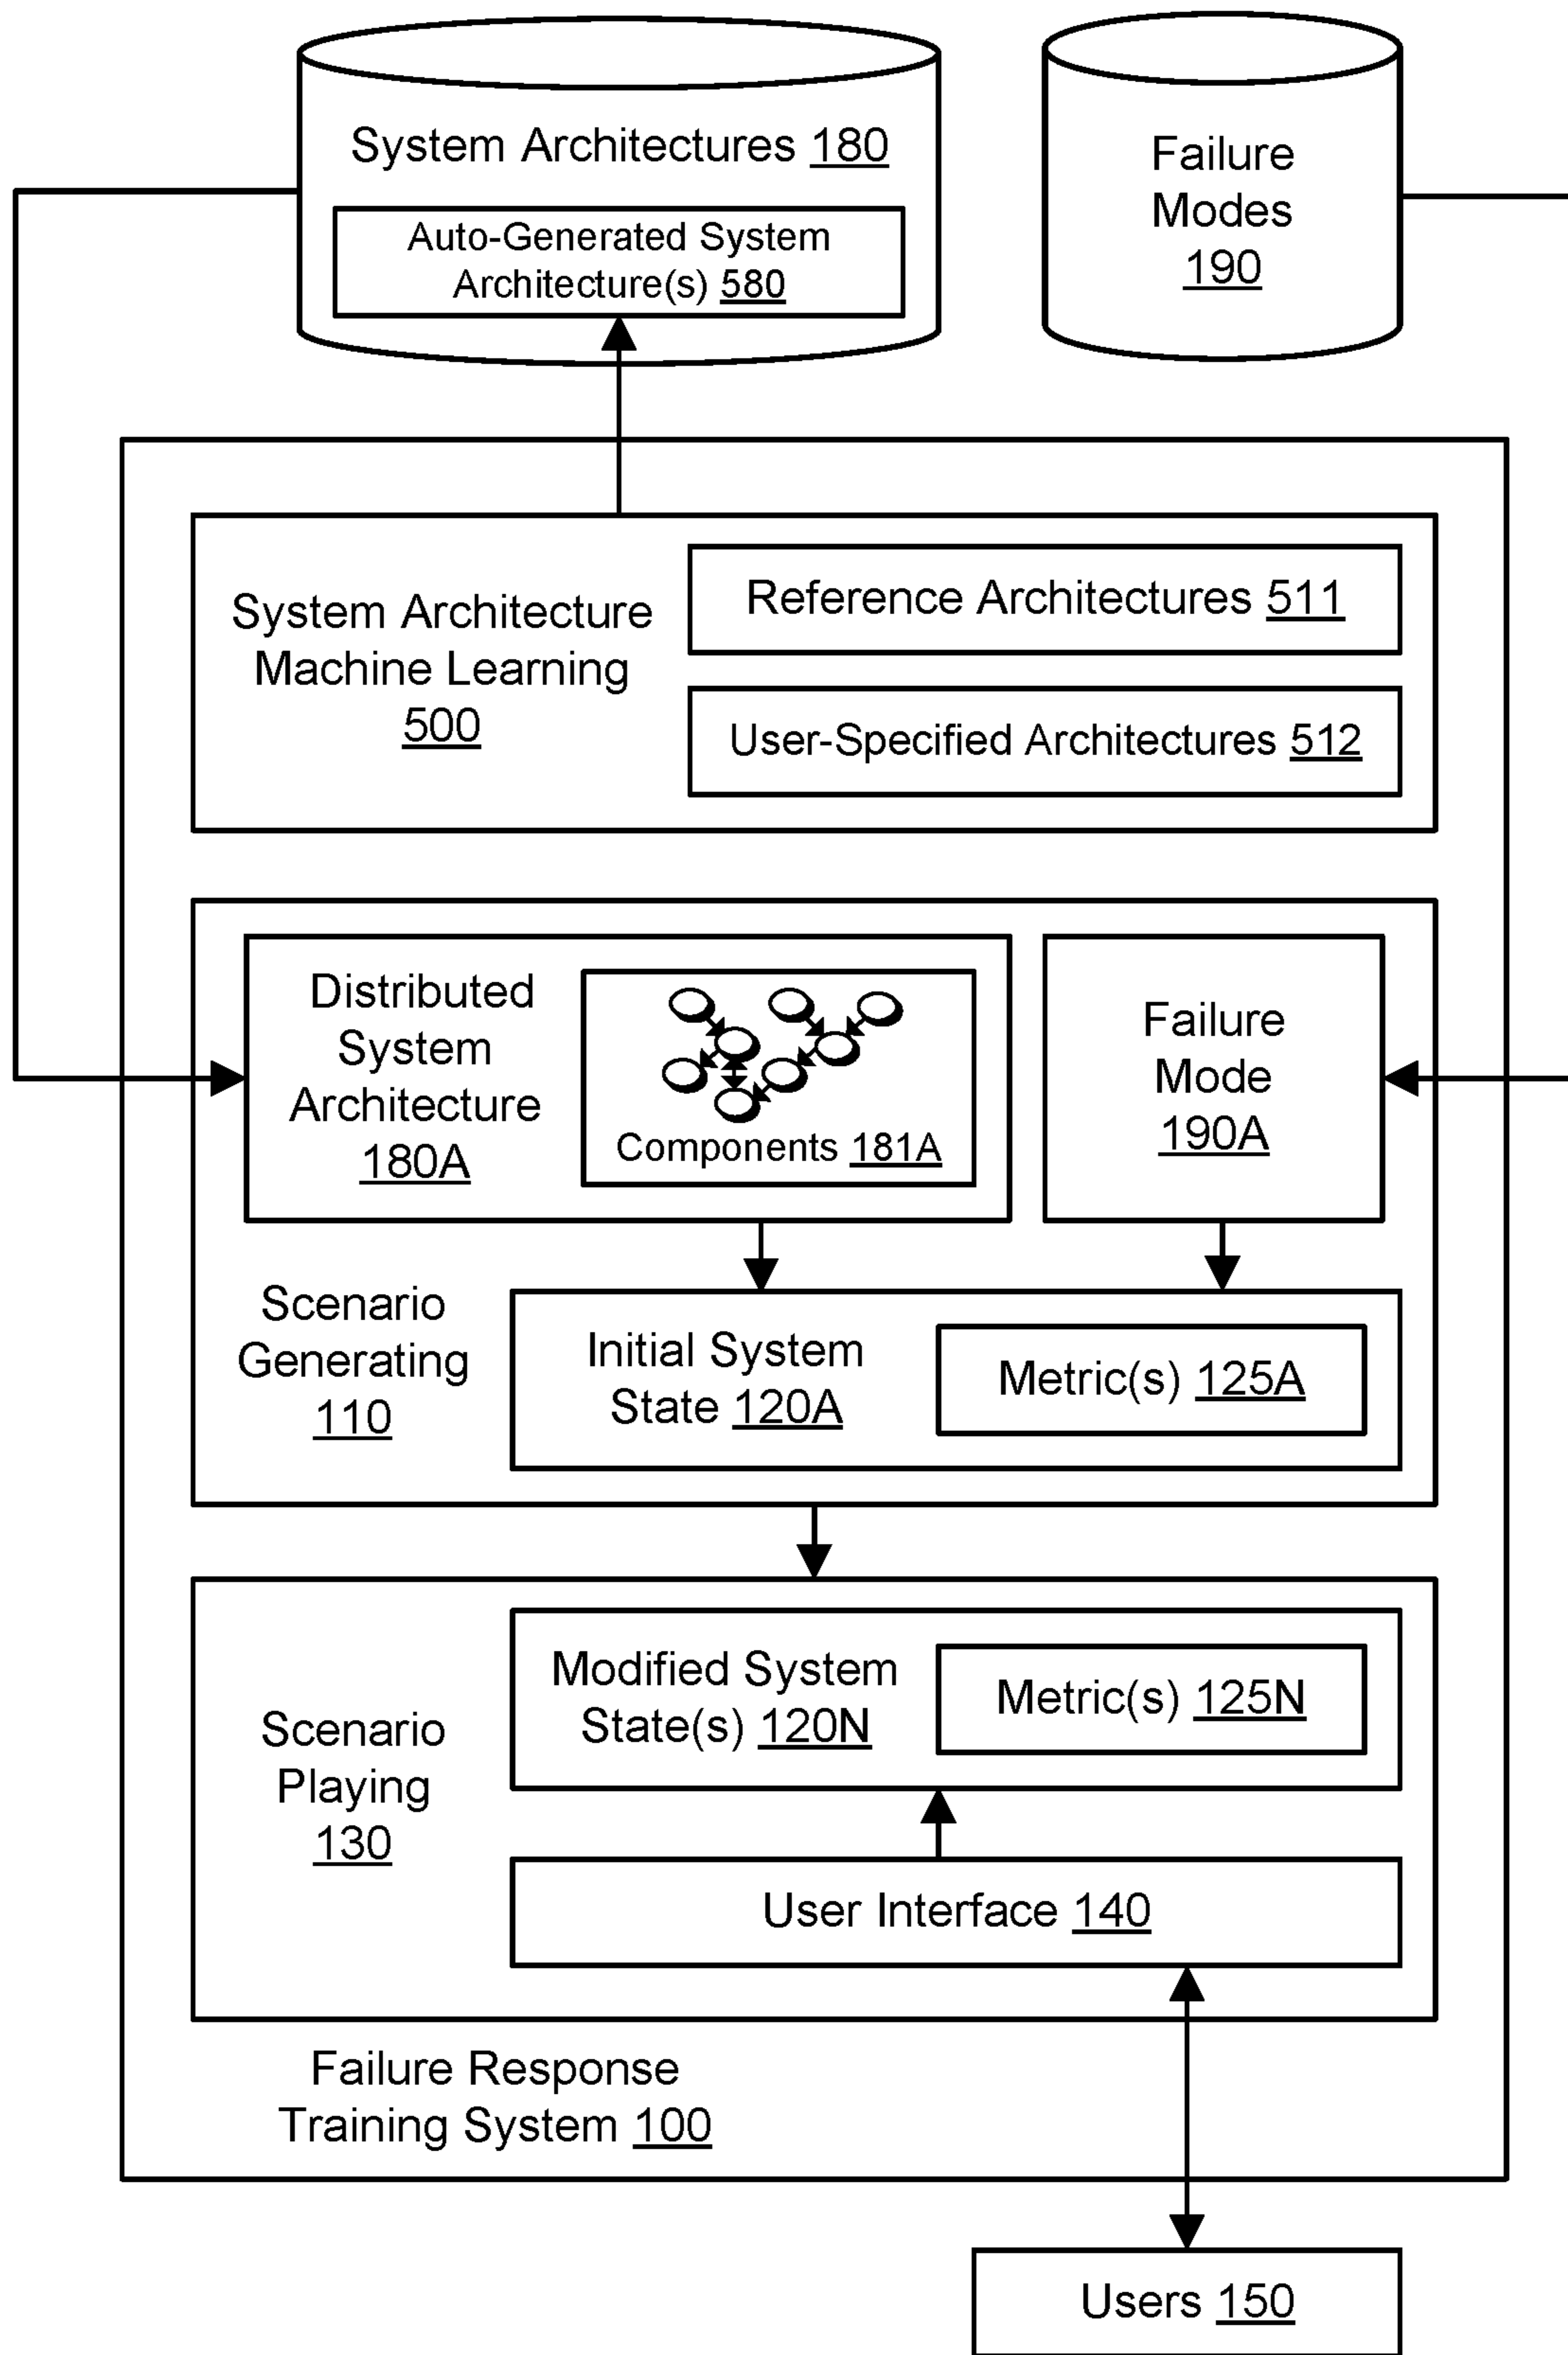 System Architectures 180
Auto-Generated System
Architecture(s) 580
Failure
Modes
190
System Architecture
Machine Learning
500
Reference Architectures 511
User-Specified Architectures 512
Distributed
System
Architecture
180A
Components 181A
Failure
Mode
190A
Scenario
Generating
110
Initial System
State 120A
Metric(s) 125A
Scenario
Playing
130
Modified System
State(s) 120N
Metric(s) 125N
User Interface 140
Failure Response
Training System 100
Users 150